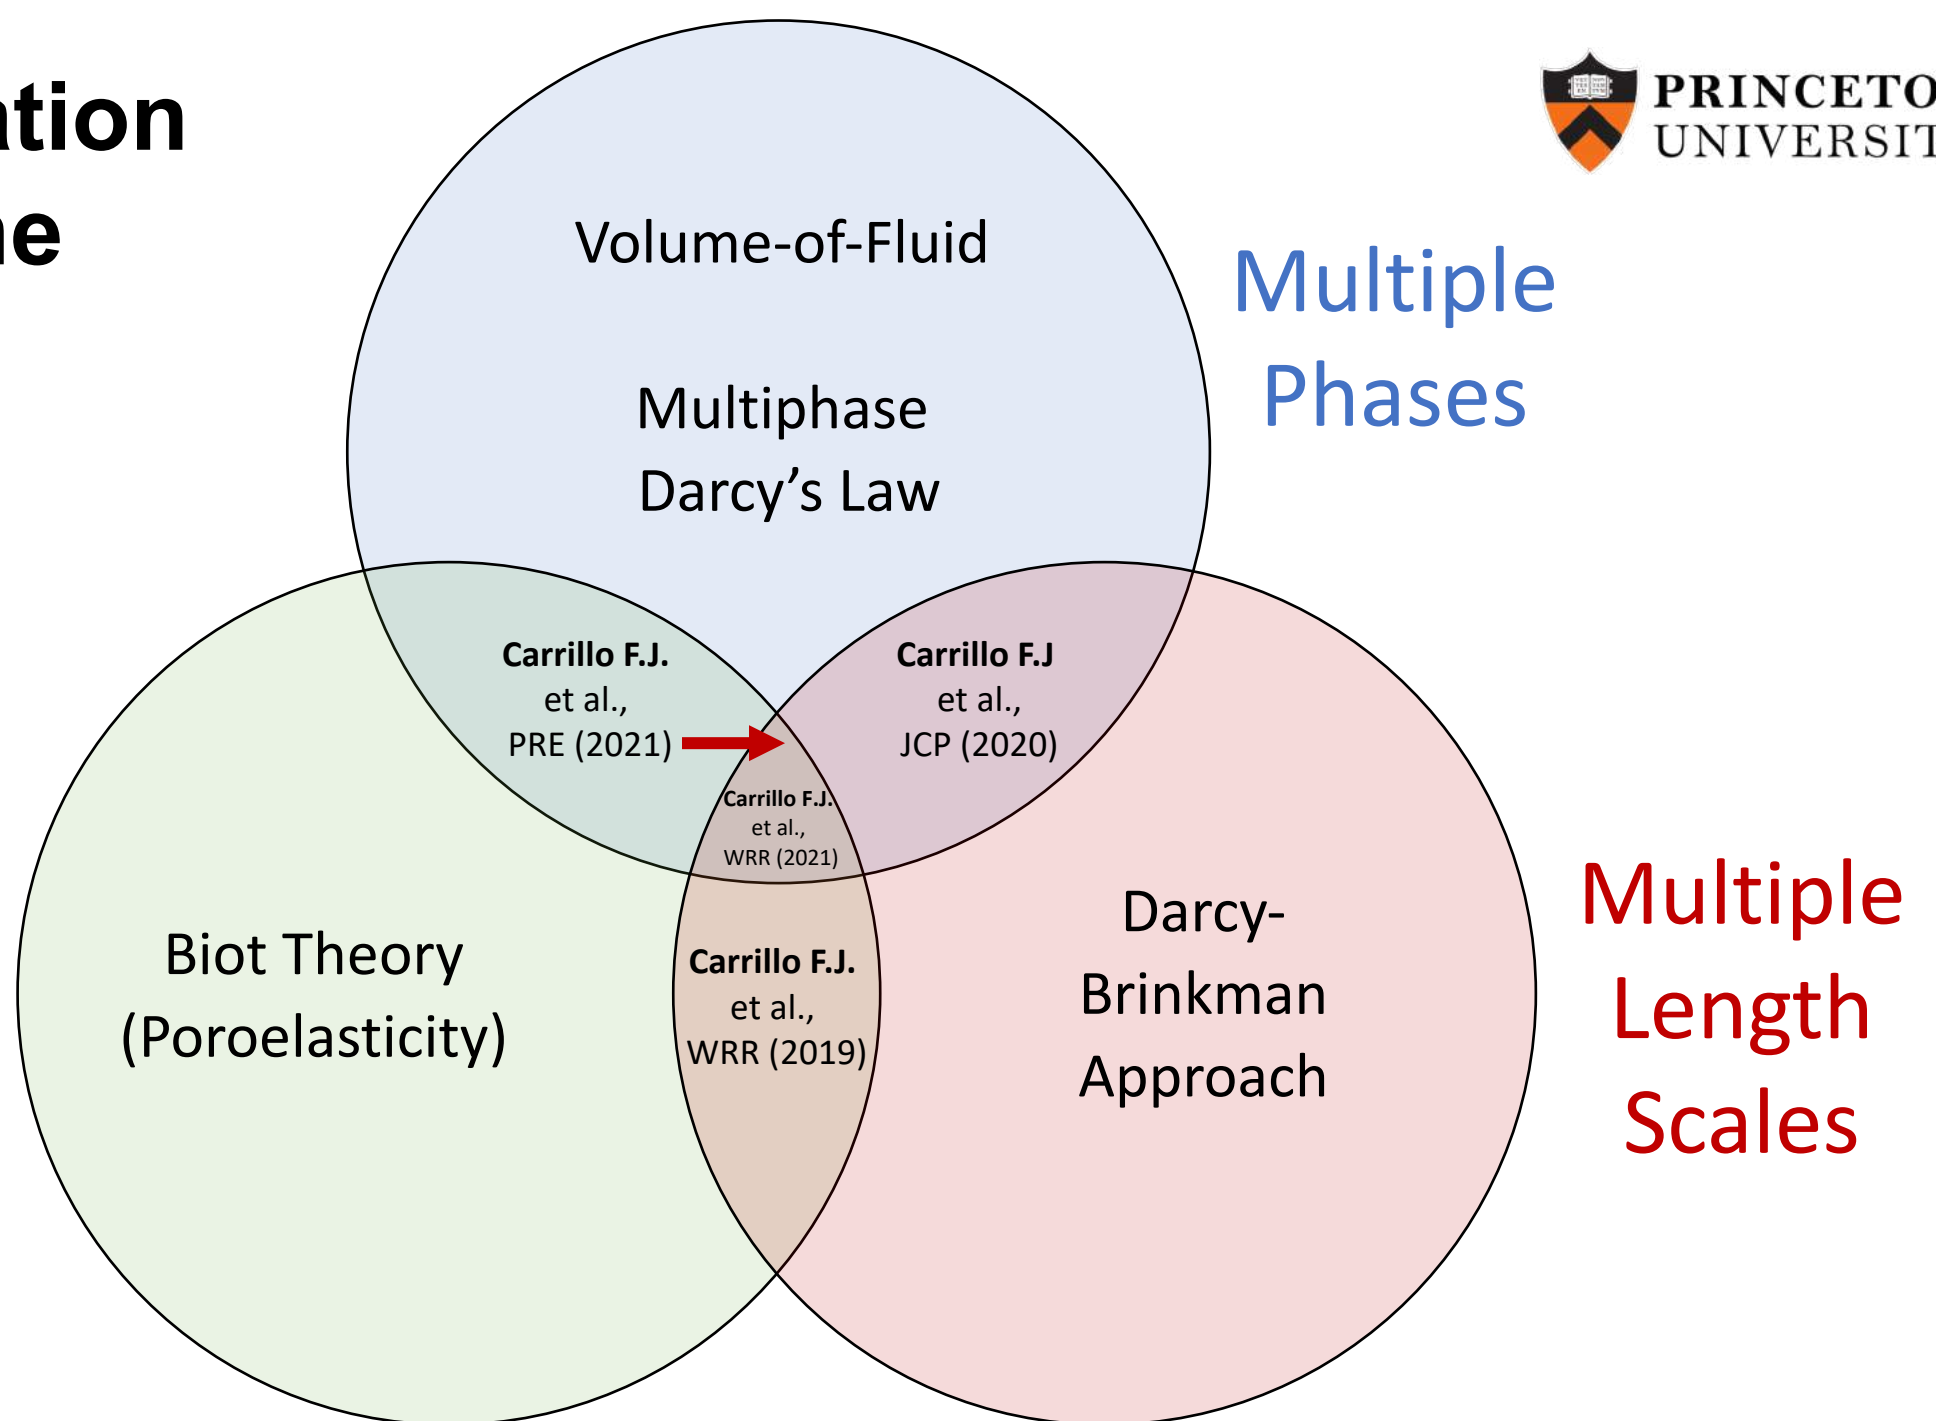 ation
ne
PRINCETO
UNIVERSIT
Volume-of-Fluid
Multiphase
Darcy’s Law
Multiple
Phases
Carrillo F.J.
et al.,
PRE (2021)
Carrillo F.J
et al.,
JCP (2020)
Carrillo F.J.
et al.,
WRR (2021)
Biot Theory
(Poroelasticity)
Carrillo F.J.
et al.,
WRR (2019)
Darcy-
Brinkman
Approach
Multiple
Length
Scales